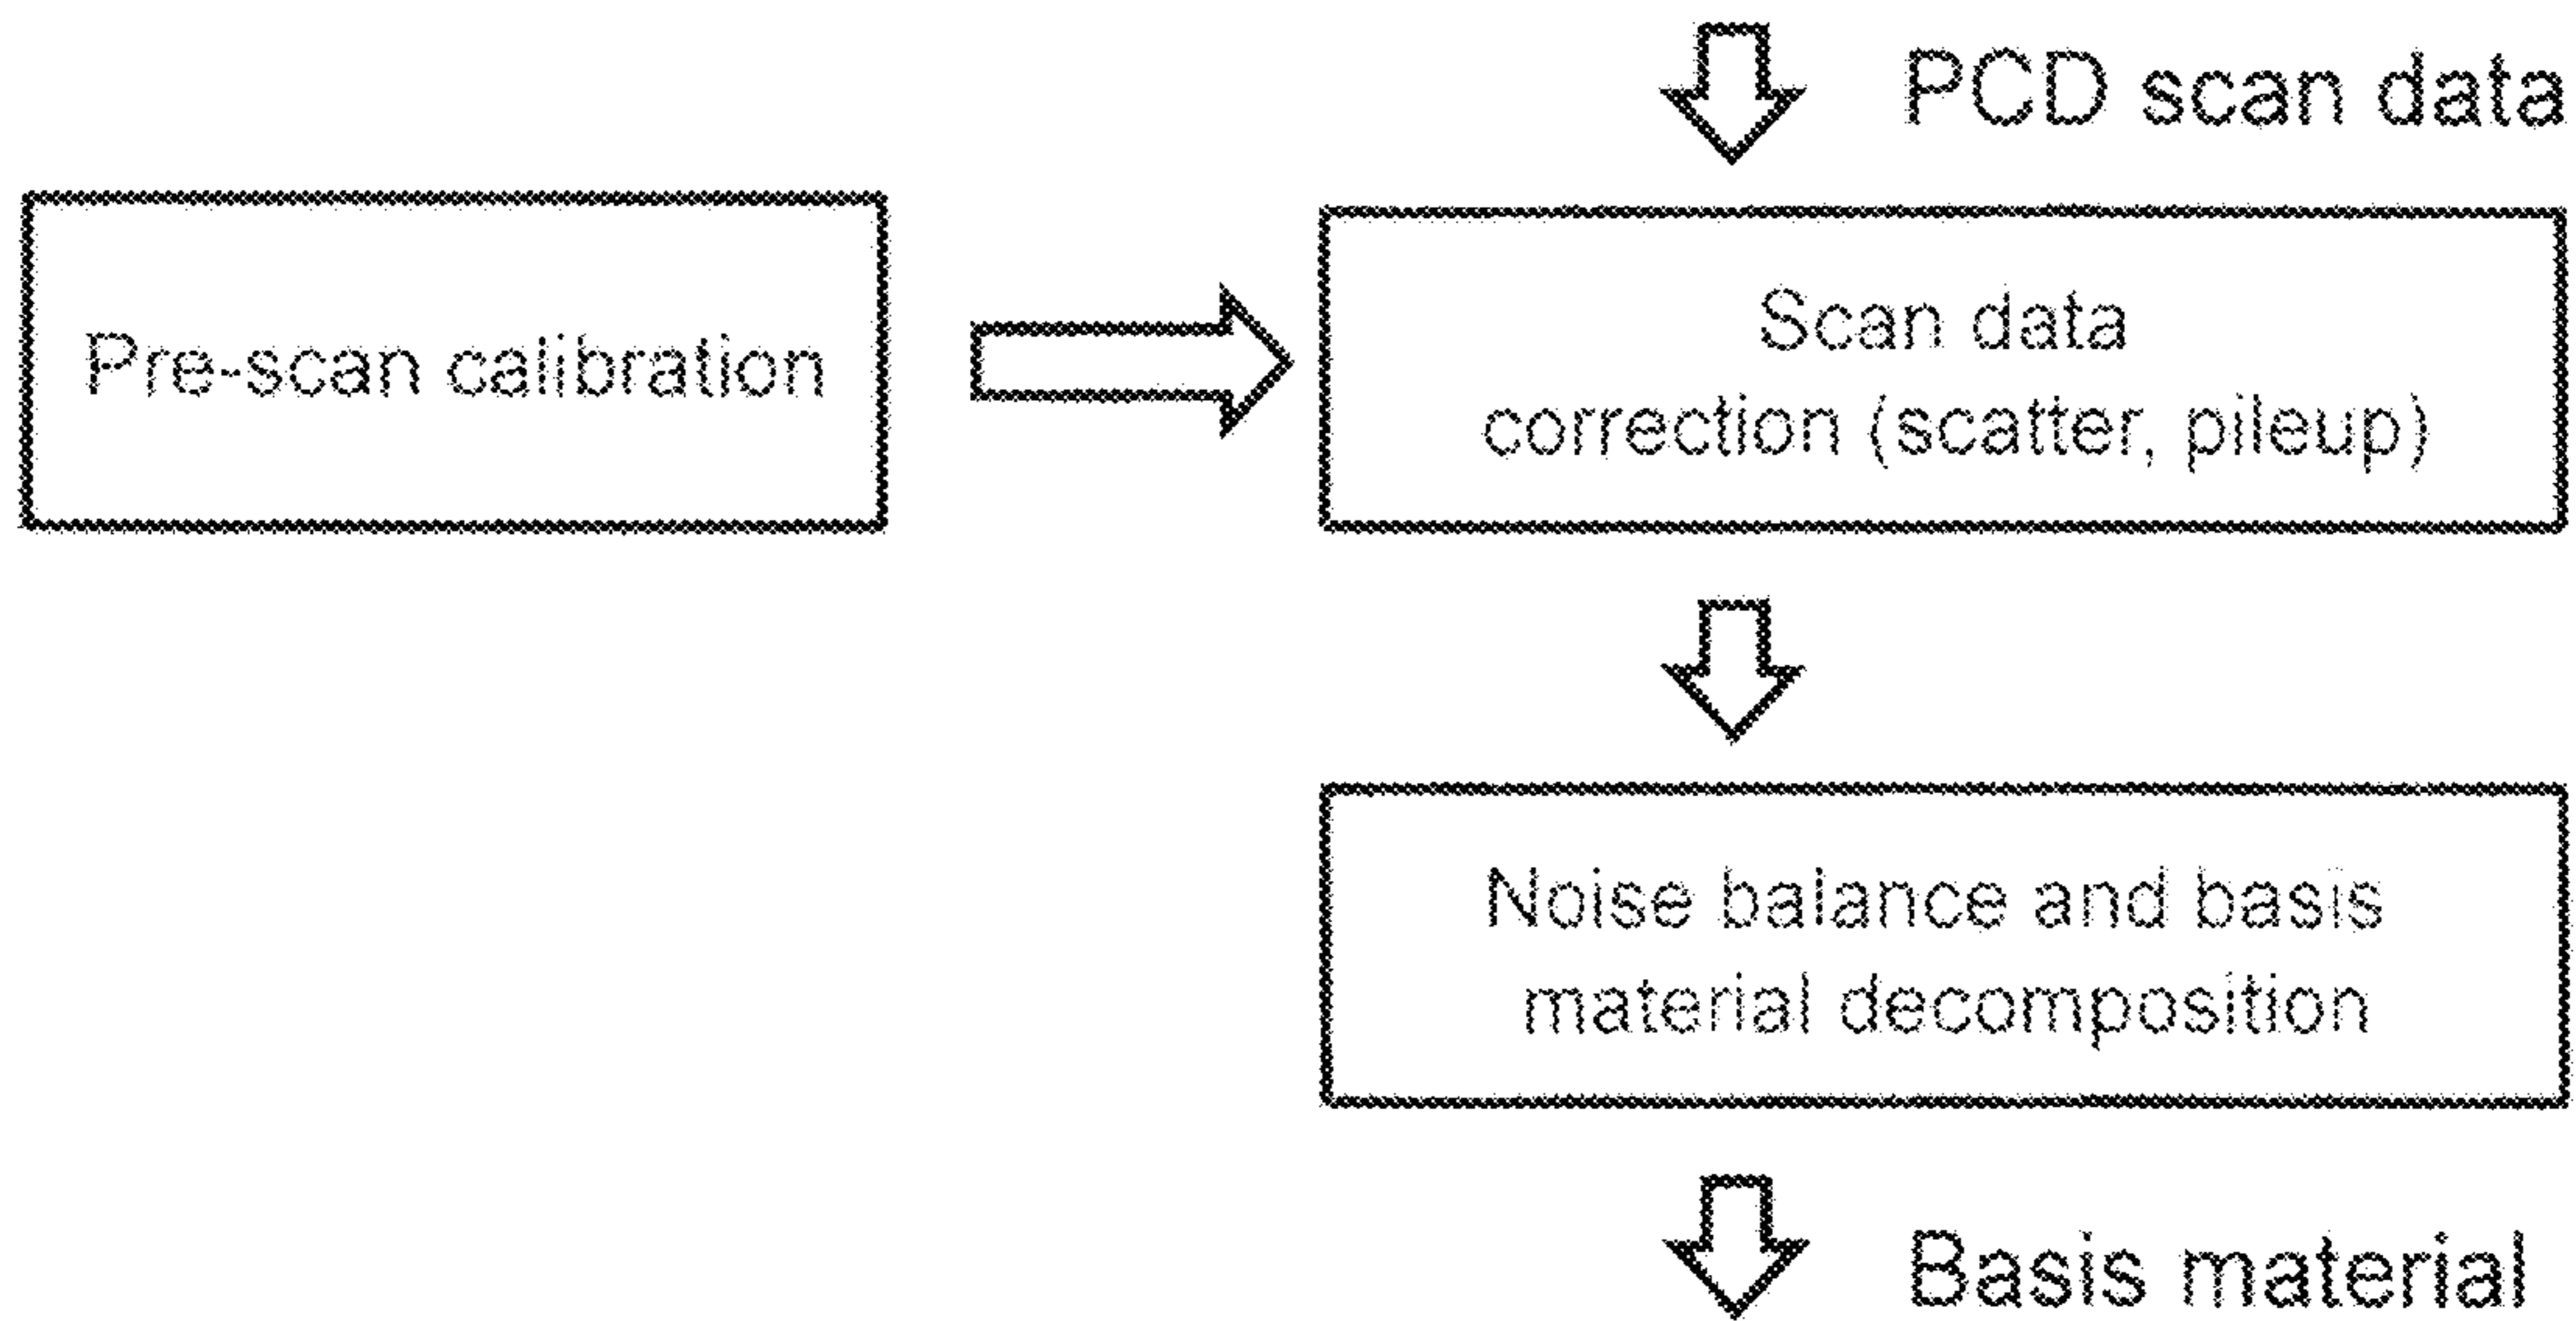 PCD scan data
Pre-scan calibration
Scan data
correction (scatter, pileup)
Noise balance and basis
material decomposition
Basis material